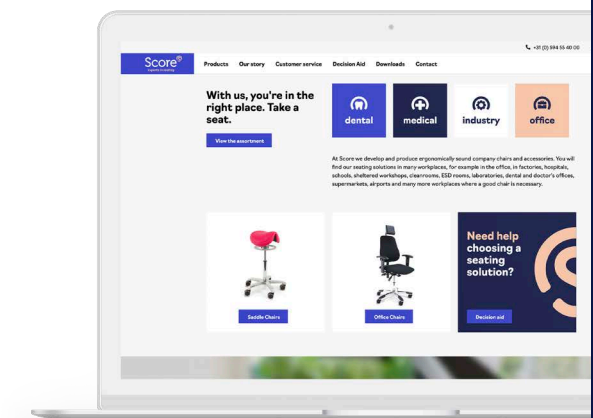 +31 (0) 594 55 40 00
Score®
experts in seating
Products Our story Customer service Decision Aid Downloads Contact
With us, you're in the
right place. Take a
seat.
View the assortment
dental
medical
industry
office
At Score we develop and produce ergonomically sound company chairs and accessories. You will
find our seating solutions in many workplaces, for example in the office, in factories, hospitals,
schools, sheltered workshops, cleanrooms, ESD rooms, laboratories, dental and doctor's offices,
supermarkets, airports and many more workplaces where a good chair is necessary.
Saddle Chairs
Office Chairs
Need help
choosing a
seating
solution?
Decision aid